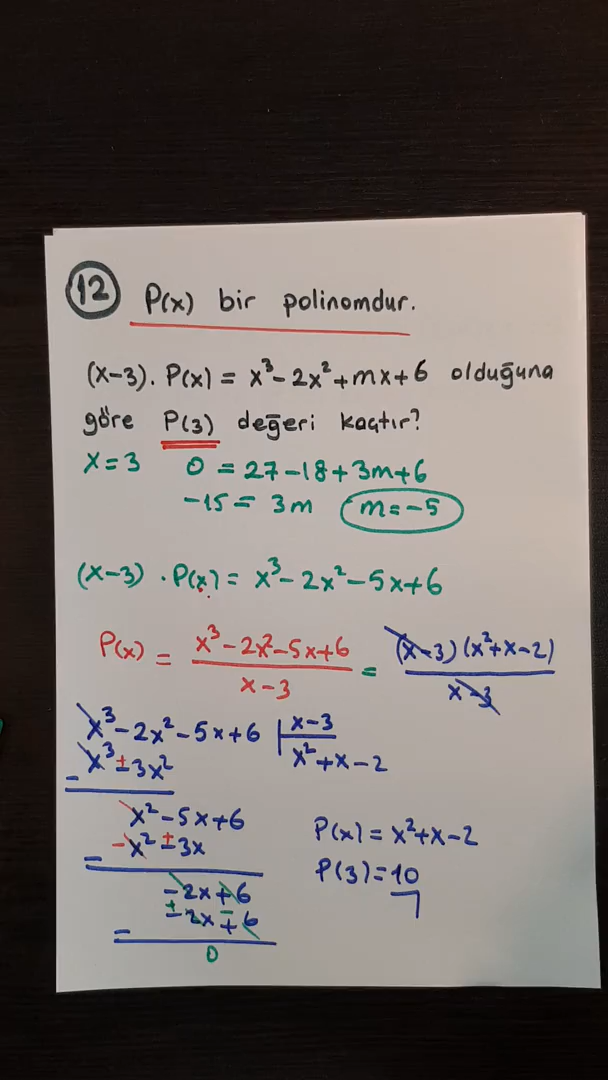 12 P(x) bir polinomdur.
(x-3). P(x) = x³ - 2x² + mx + 6 olduğuna
göre P(3) değeri kaçtır?
x = 3 0 = 27 - 18 + 3m + 6
-15 = 3m m = -5
(x-3) . P(x) = x³ - 2x² - 5x + 6
P(x) = x³ - 2x² - 5x + 6 / x - 3 = (x-3)(x² + x - 2) / x - 3
x³ - 2x² - 5x + 6 | x - 3
- x³ ± 3x² x² + x - 2
x² - 5x + 6
- x² ± 3x
P(x) = x² + x - 2
-2x + 6
P(3) = 10
± 2x ∓ 6
0